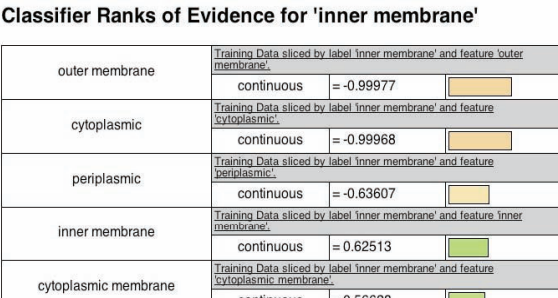 Classifier Ranks of Evidence for 'inner membrane'
outer membrane
Training Data sliced by label 'inner membrane' and feature 'outer
membrane'.
continuous = -0.99977
cytoplasmic
Training Data sliced by label 'inner membrane' and feature
'cytoplasmic'.
continuous = -0.99968
periplasmic
Training Data sliced by label 'inner membrane' and feature
'periplasmic'.
continuous = -0.63607
inner membrane
Training Data sliced by label 'inner membrane' and feature 'inner
membrane'.
continuous = 0.62513
cytoplasmic membrane
Training Data sliced by label 'inner membrane' and feature
'cytoplasmic membrane'.